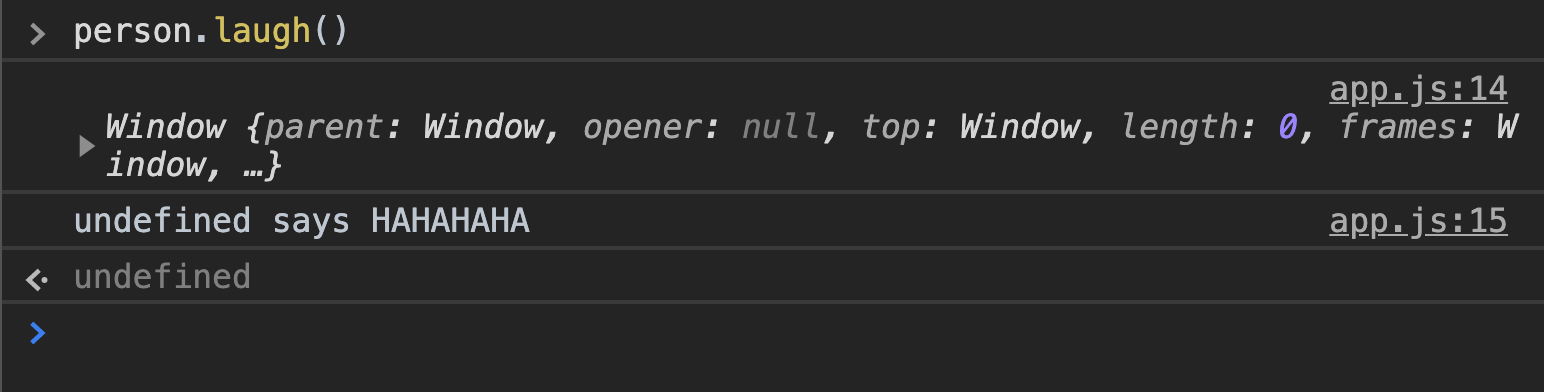 person.laugh()
app.js:14
Window {parent: Window, opener: null, top: Window, length: 0, frames: W
indow, …}
undefined says HAHAHAHA app.js:15
undefined